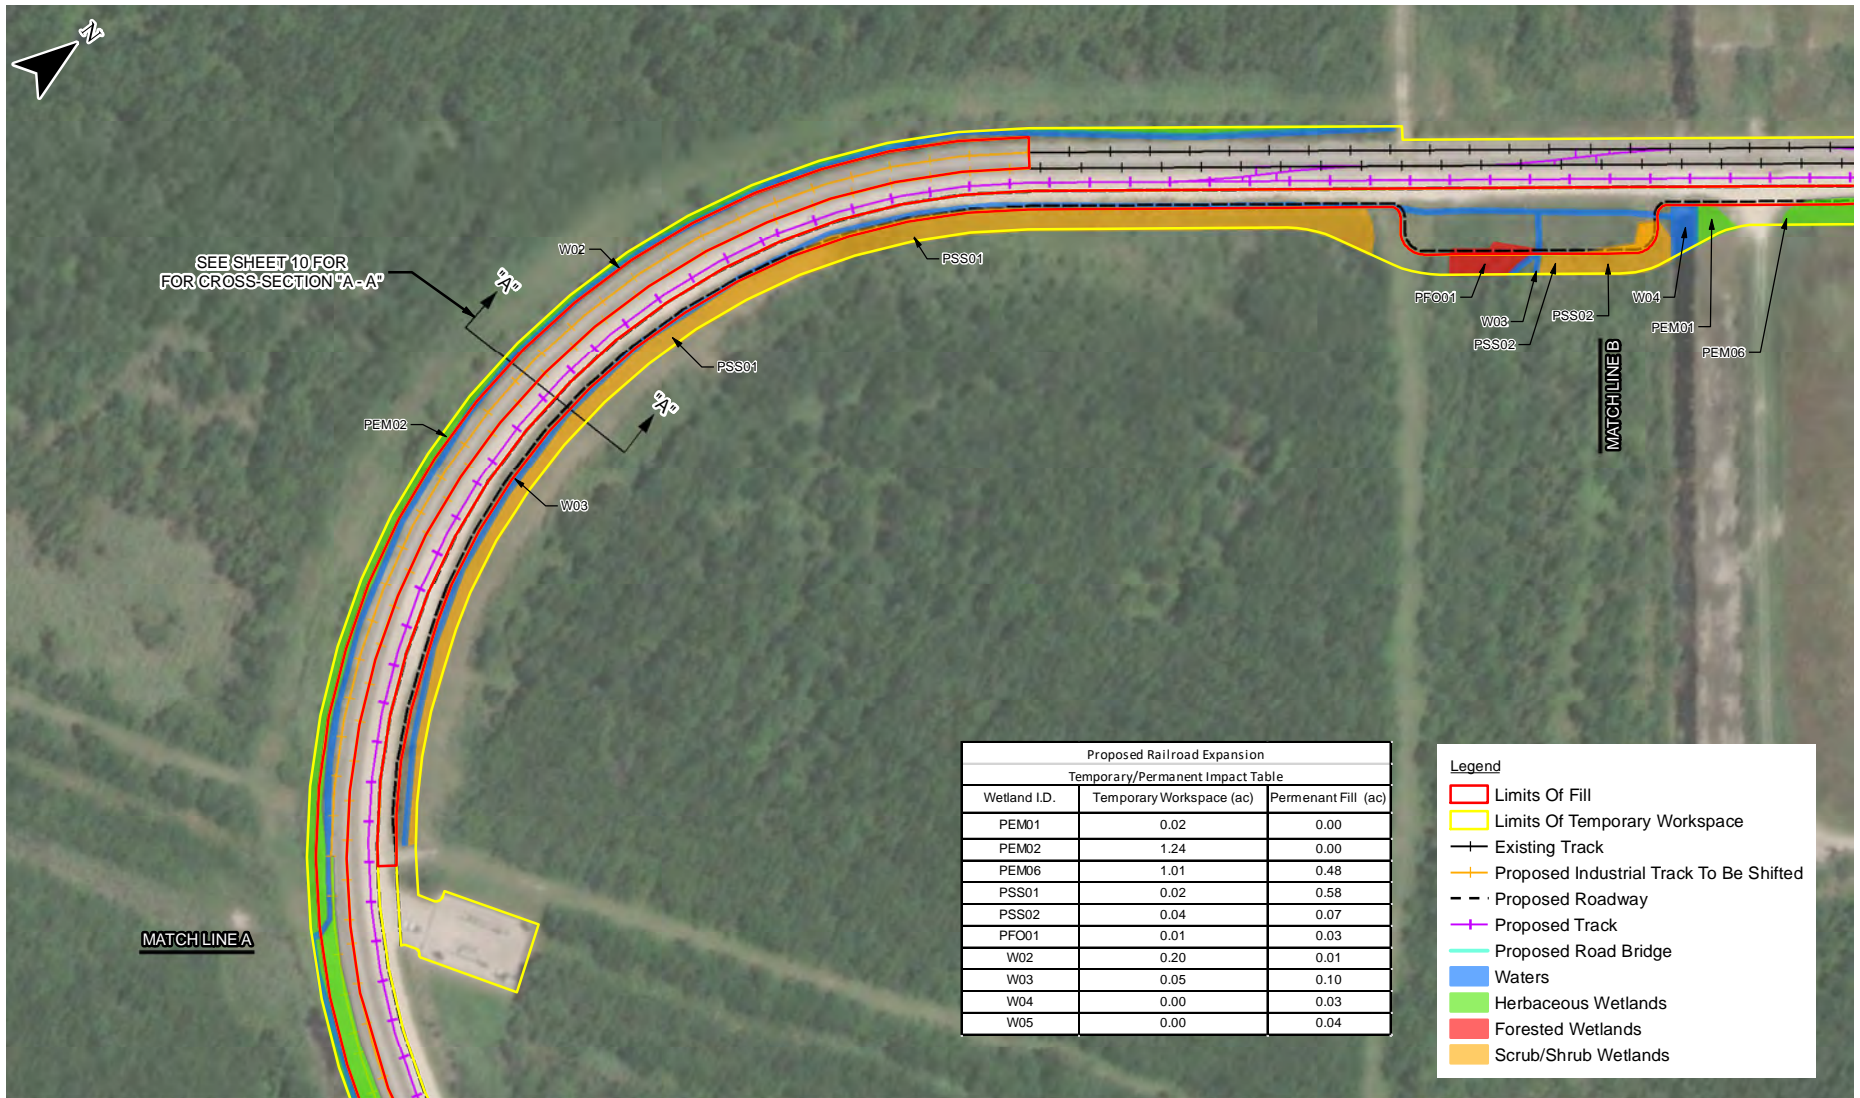 N
SEE SHEET 10 FOR
FOR CROSS-SECTION "A - A"
"A"
"A"
W02
PEM02
W03
PSS01
PSS01
PFO01
W03
PSS02
PSS02
W04
PEM01
PEM06
MATCH LINE B
MATCH LINE A
Proposed Railroad Expansion
Temporary/Permanent Impact Table
Wetland I.D. Temporary Workspace (ac) Permenant Fill (ac)
PEM01 0.02 0.00
PEM02 1.24 0.00
PEM06 1.01 0.48
PSS01 0.02 0.58
PSS02 0.04 0.07
PFO01 0.01 0.03
W02 0.20 0.01
W03 0.05 0.10
W04 0.00 0.03
W05 0.00 0.04
Legend
Limits Of Fill
Limits Of Temporary Workspace
Existing Track
Proposed Industrial Track To Be Shifted
Proposed Roadway
Proposed Track
Proposed Road Bridge
Waters
Herbaceous Wetlands
Forested Wetlands
Scrub/Shrub Wetlands